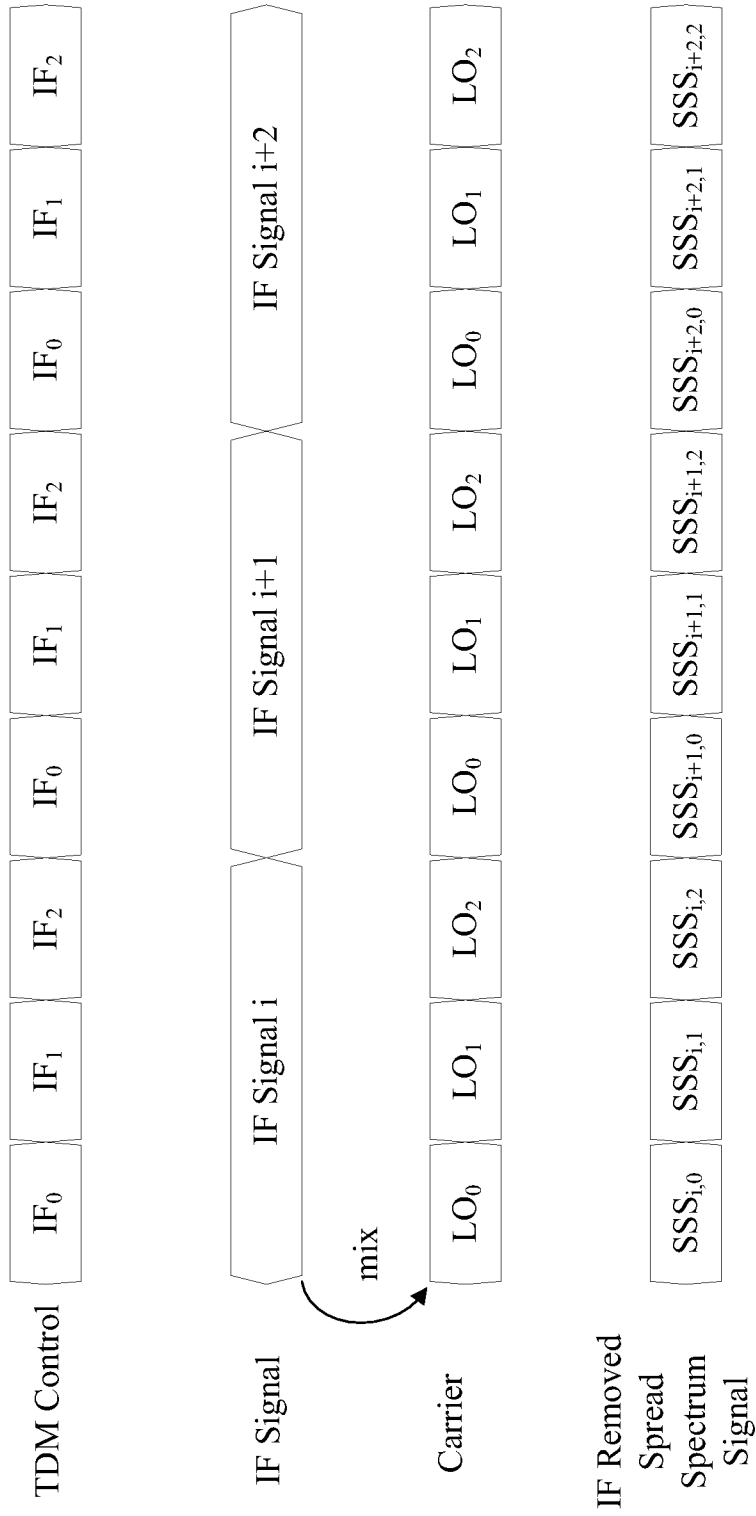 TDM Control
IF₀ IF₁ IF₂ IF₀ IF₁ IF₂ IF₀ IF₁ IF₂
IF Signal
IF Signal i IF Signal i+1 IF Signal i+2
mix
Carrier
LO₀ LO₁ LO₂ LO₀ LO₁ LO₂ LO₀ LO₁ LO₂
IF Removed
Spread
Spectrum
Signal
SSSᵢ,₀ SSSᵢ,₁ SSSᵢ,₂ SSSᵢ₊₁,₀ SSSᵢ₊₁,₁ SSSᵢ₊₁,₂ SSSᵢ₊₂,₀ SSSᵢ₊₂,₁ SSSᵢ₊₂,₂